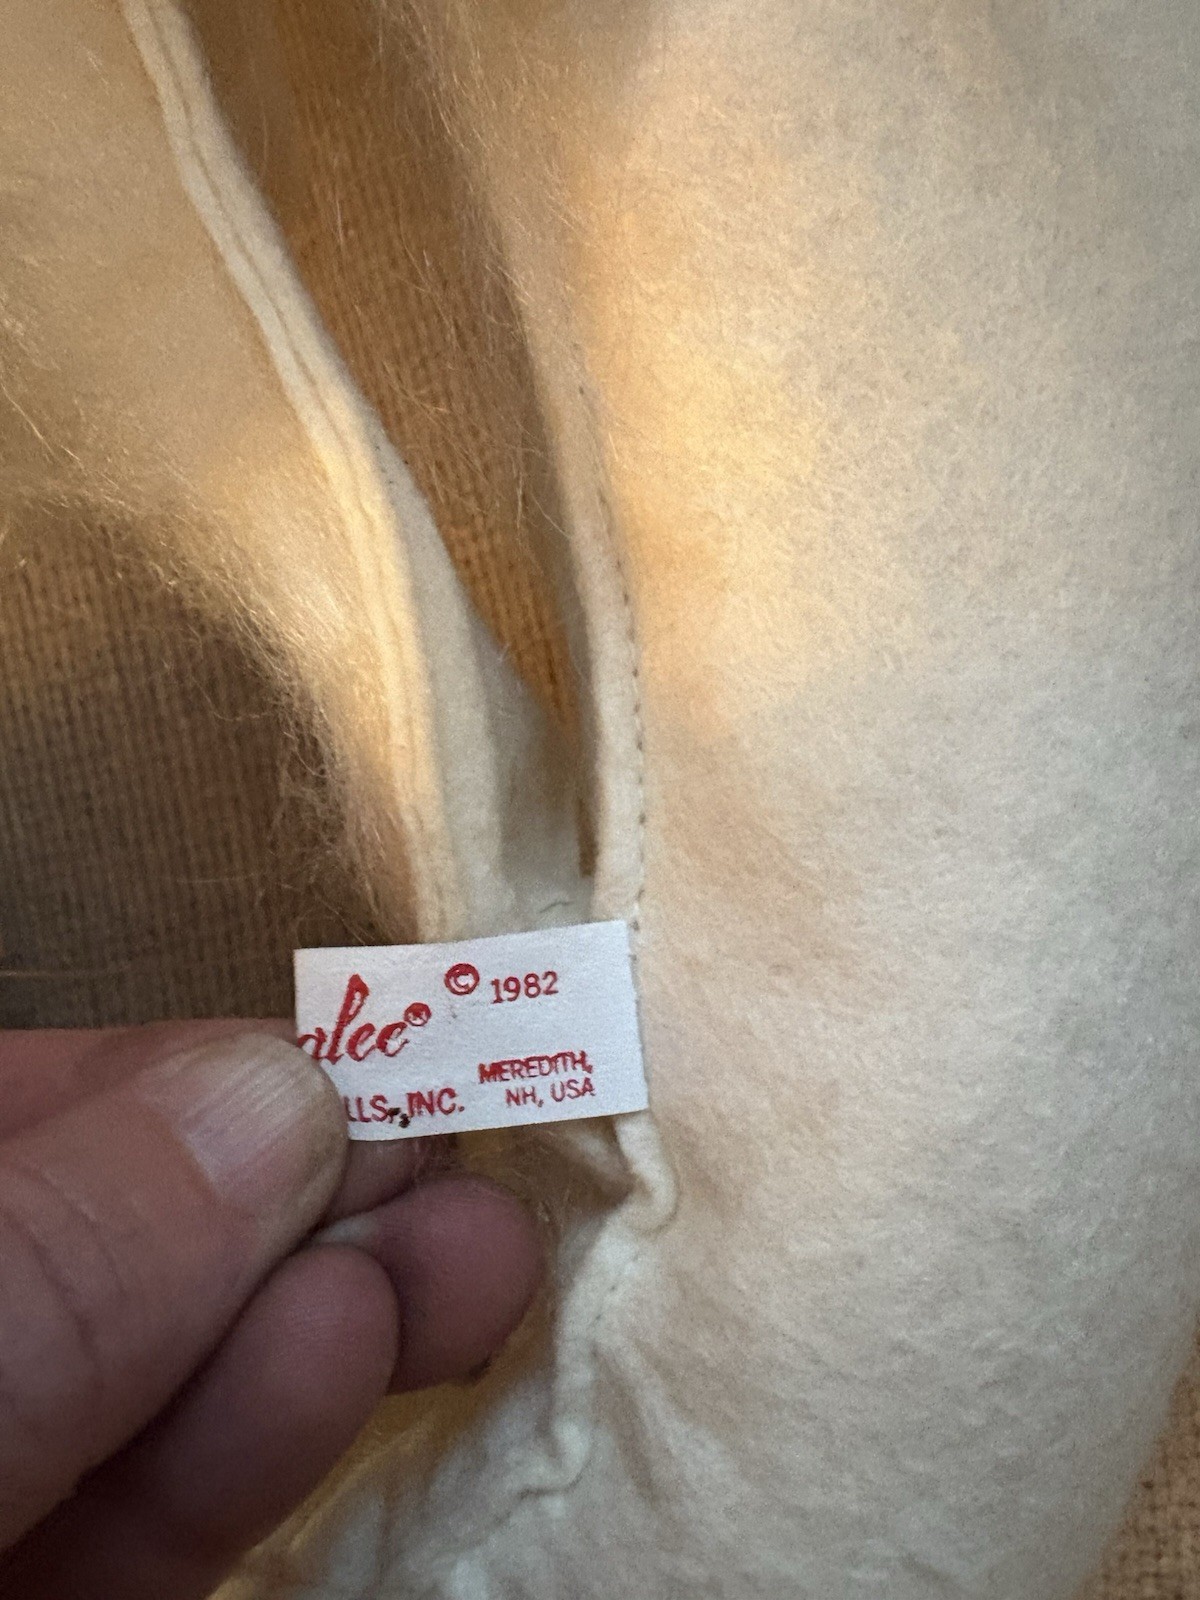 alee® © 1982
MEREDITH,
LLS, INC. NH, USA